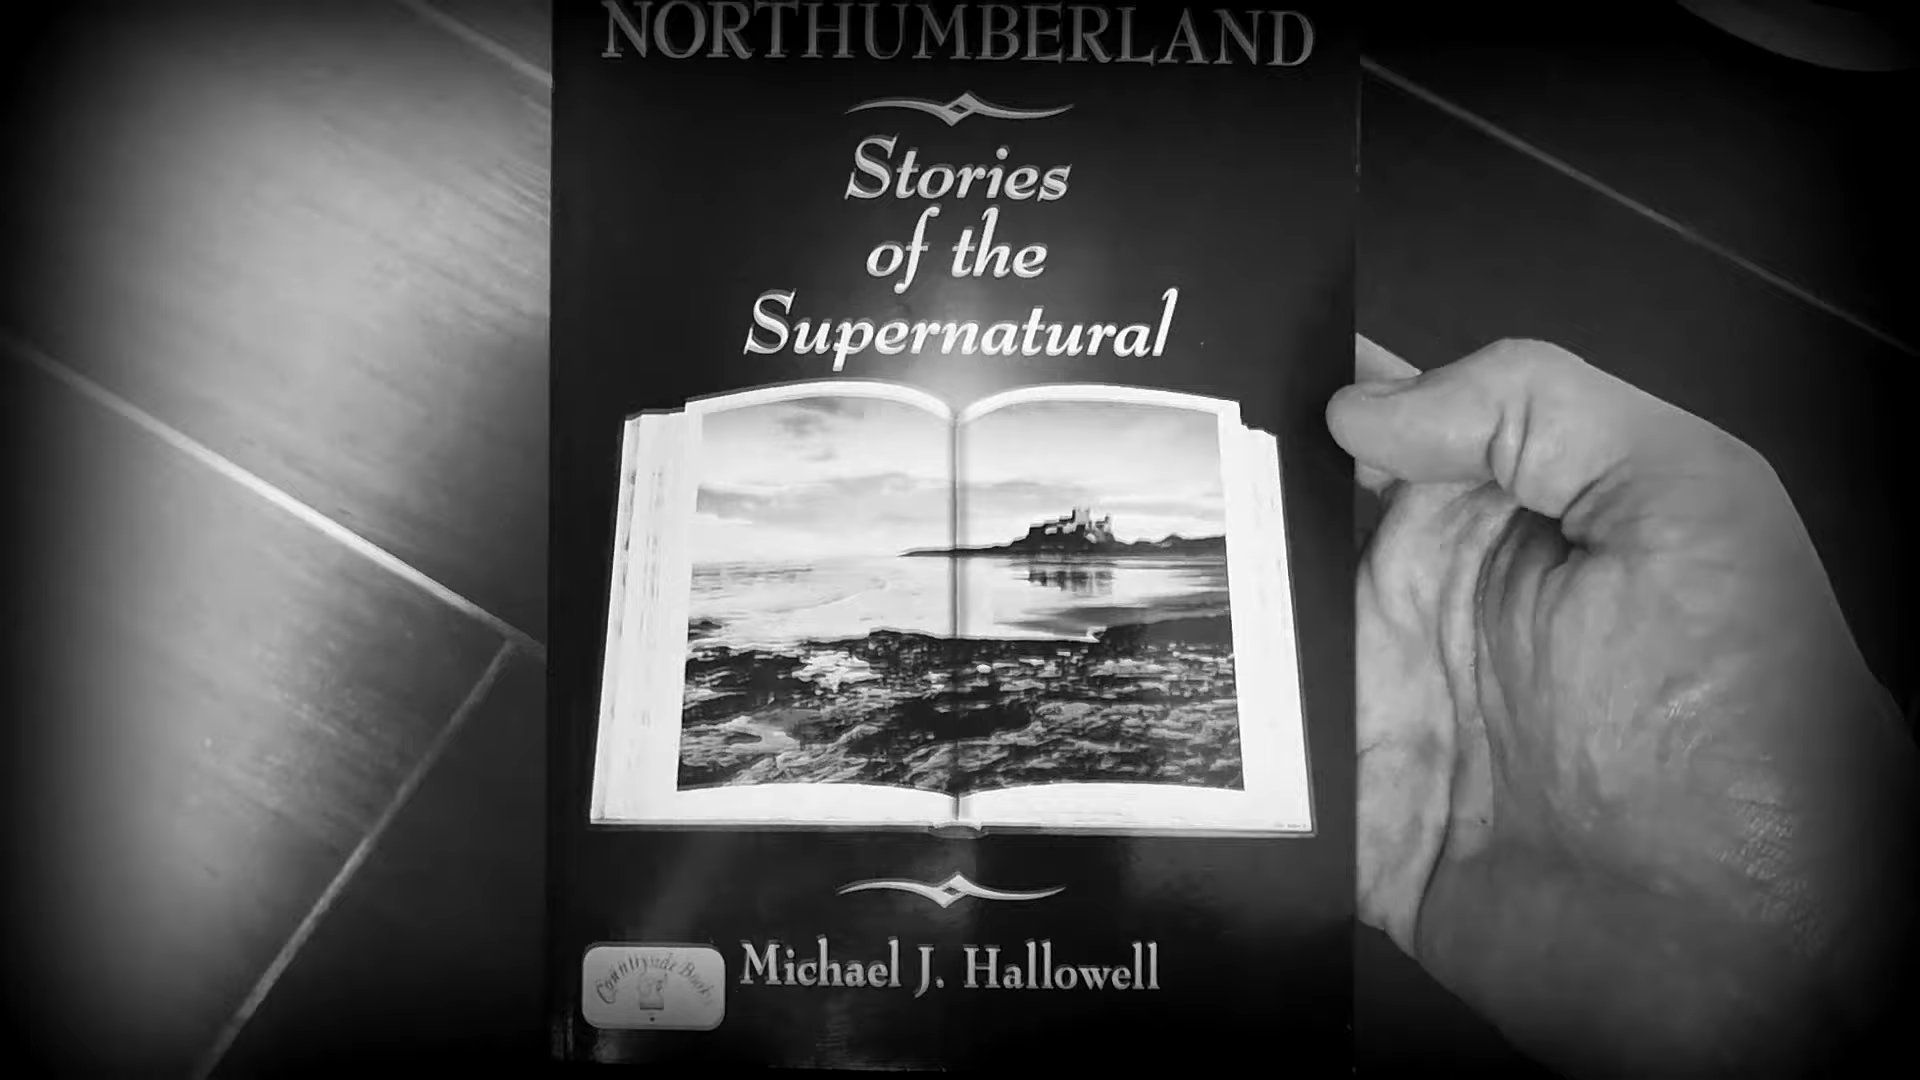 NORTHUMBERLAND
Stories
of the
Supernatural
Michael J. Hallowell
Countryside Books